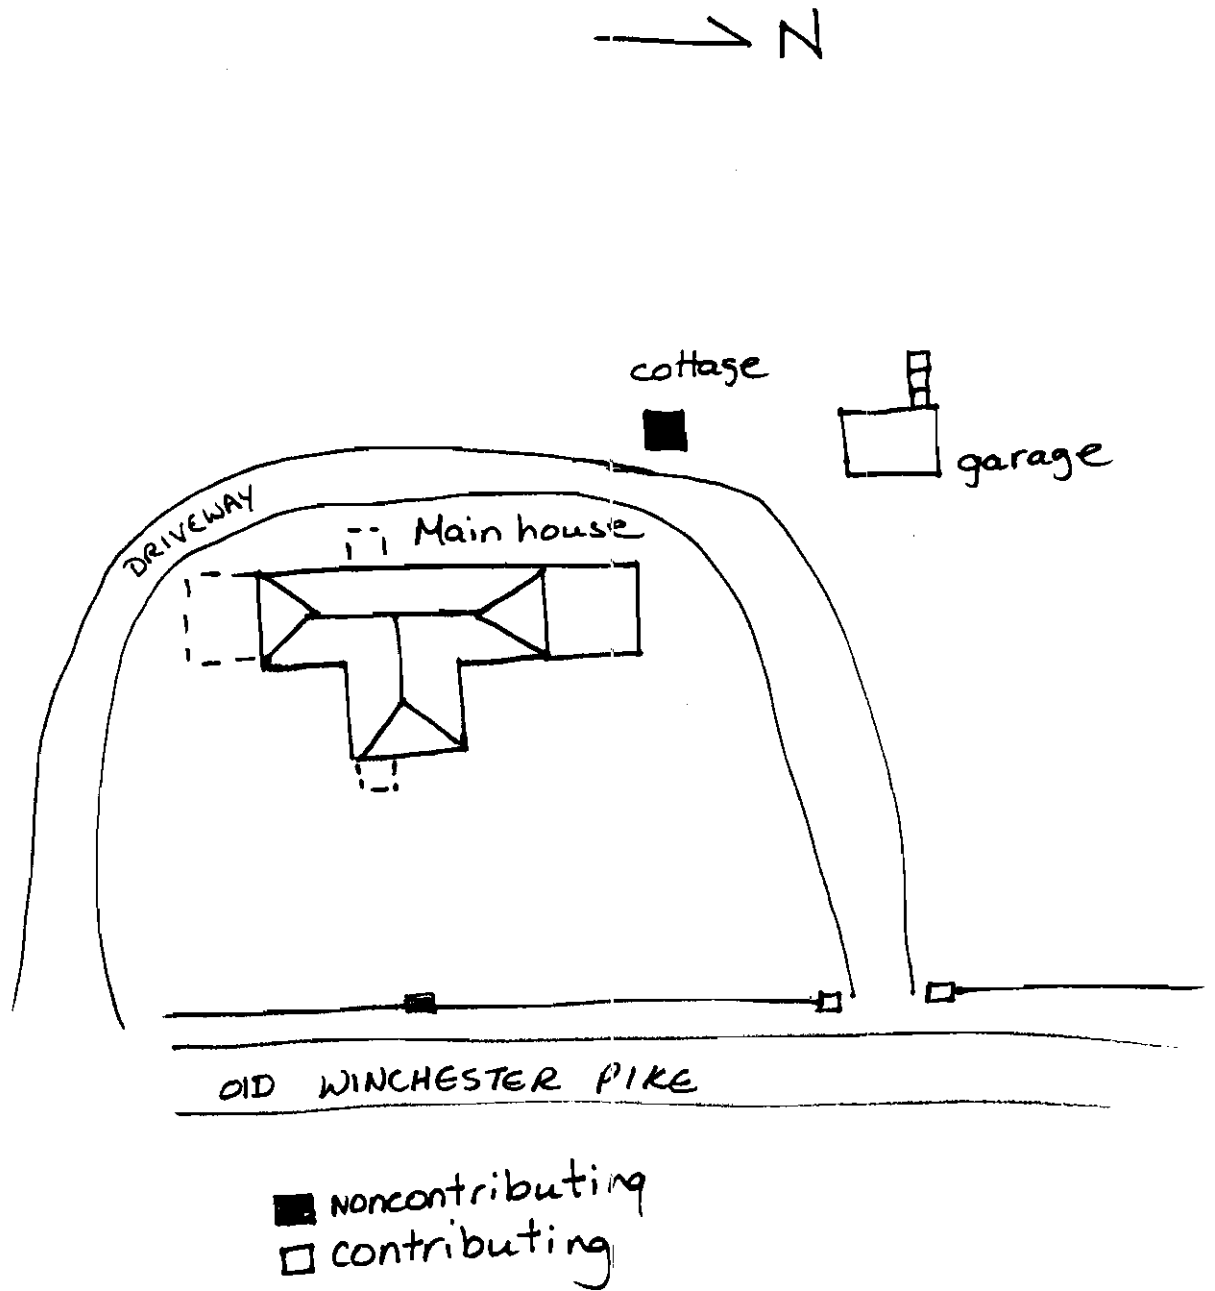 N
cottage
garage
DRIVEWAY
Main house
OlD WINCHESTER PIKE
Noncontributing
contributing